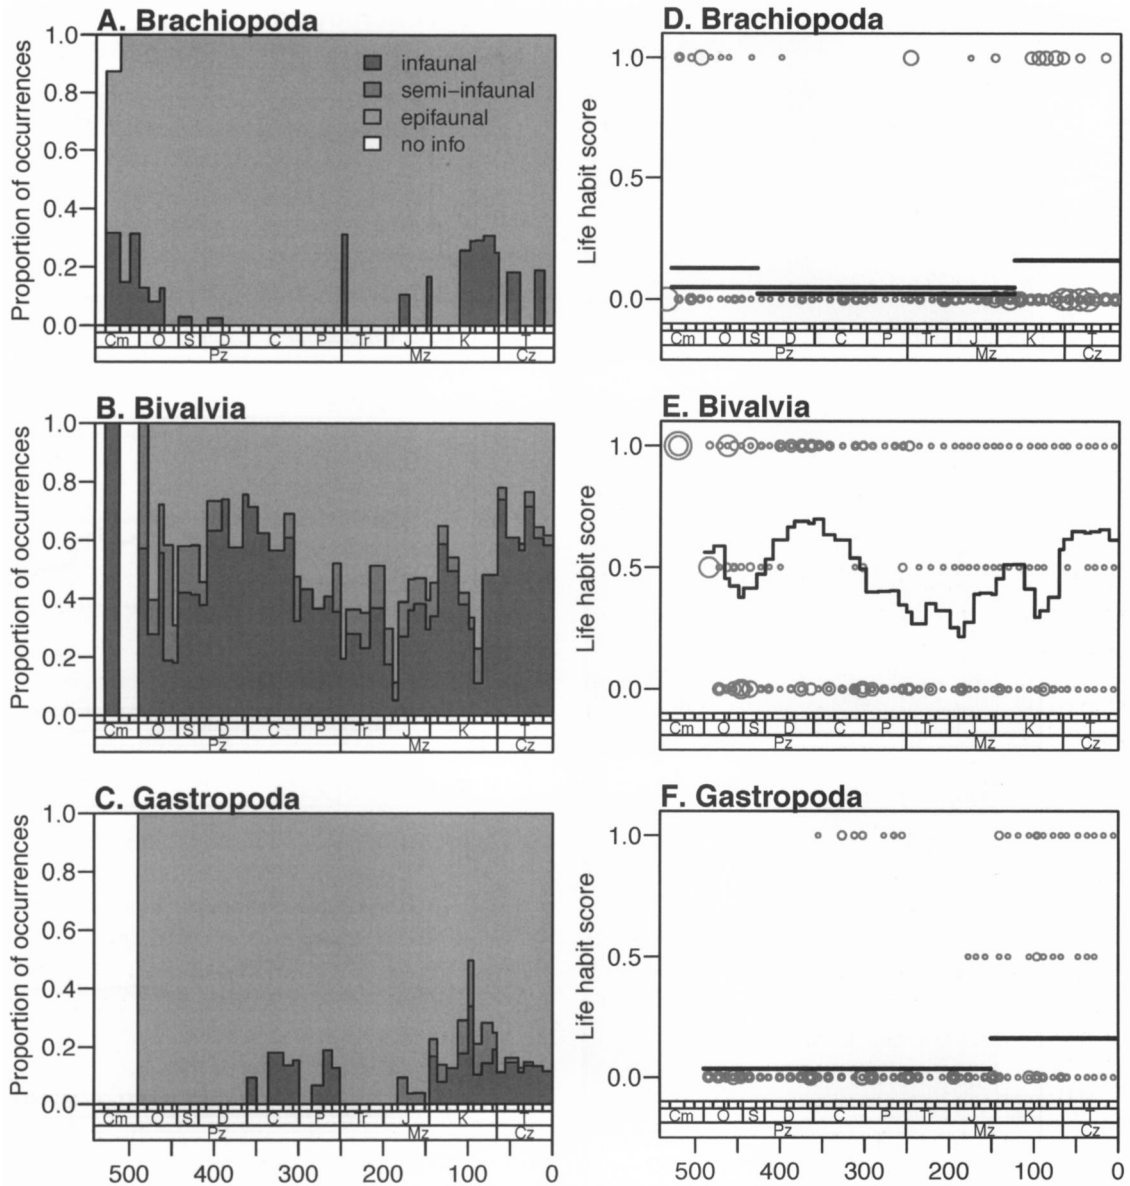 A. Brachiopoda
Proportion of occurrences
1.0
0.8
0.6
0.4
0.2
0.0
infaunal
semi-infaunal
epifaunal
no info
Cm O S D C P Tr J K T
Pz Mz Cz
D. Brachiopoda
Life habit score
1.0
0.5
0.0
Cm O S D C P Tr J K T
Pz Mz Cz
B. Bivalvia
Proportion of occurrences
1.0
0.8
0.6
0.4
0.2
0.0
Cm O S D C P Tr J K T
Pz Mz Cz
E. Bivalvia
Life habit score
1.0
0.5
0.0
Cm O S D C P Tr J K T
Pz Mz Cz
C. Gastropoda
Proportion of occurrences
1.0
0.8
0.6
0.4
0.2
0.0
Cm O S D C P Tr J K T
Pz Mz Cz
500 400 300 200 100 0
F. Gastropoda
Life habit score
1.0
0.5
0.0
Cm O S D C P Tr J K T
Pz Mz Cz
500 400 300 200 100 0